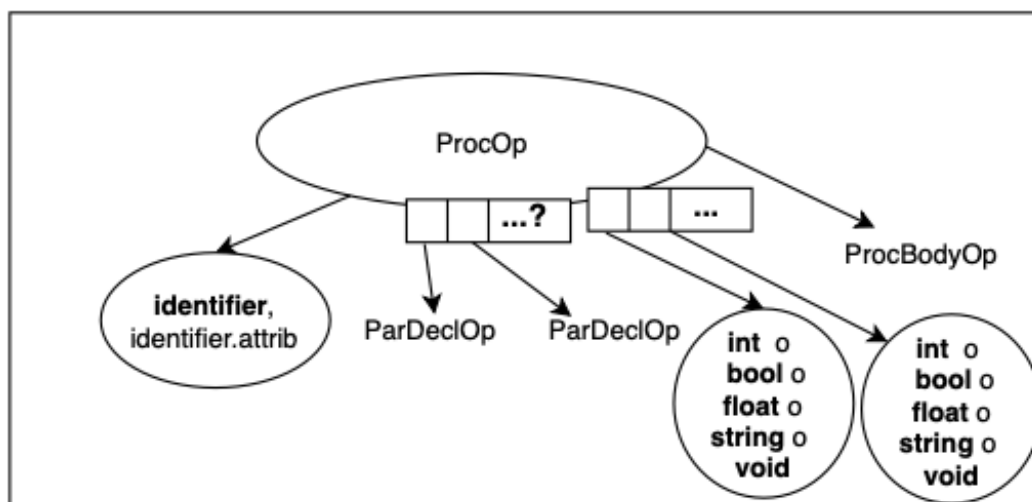 ProcOp
...?
...
ProcBodyOp
identifier,
identifier.attrib
ParDeclOp
ParDeclOp
int o
bool o
float o
string o
void
int o
bool o
float o
string o
void